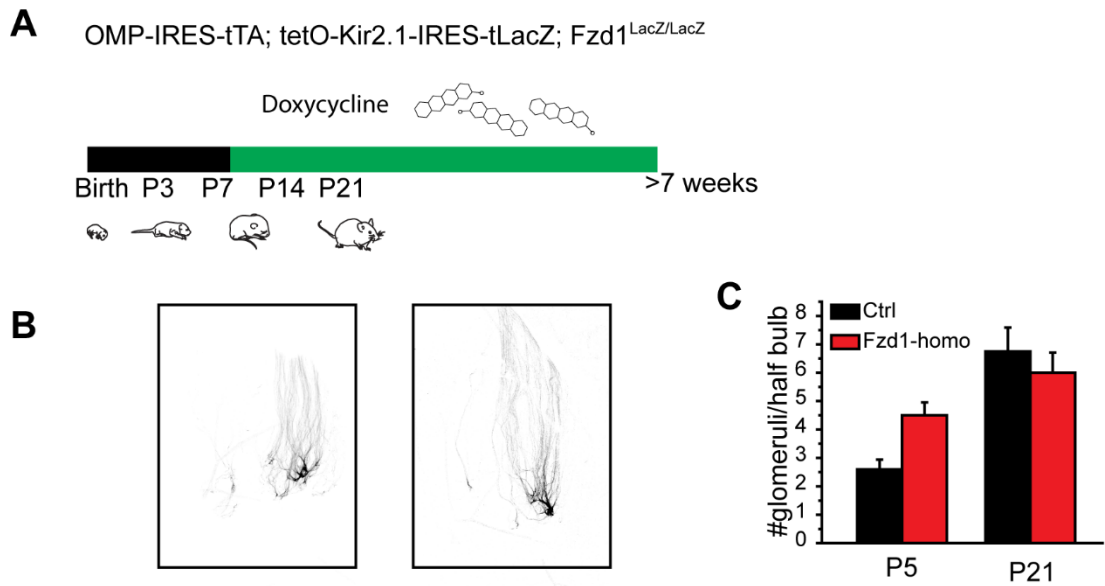 A
OMP-IRES-tTA; tetO-Kir2.1-IRES-tLacZ; Fzd1LacZ/LacZ
Doxycycline
Birth P3 P7 P14 P21 >7 weeks
B
C
#glomeruli/half bulb
8
7
6
5
4
3
2
1
0
Ctrl
Fzd1-homo
P5 P21